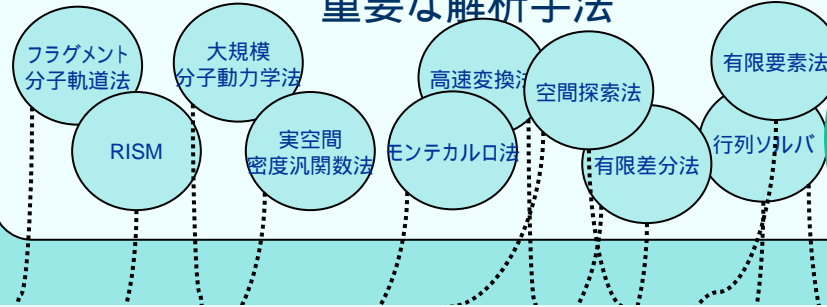 重要な解析手法
フラグメント
分子軌道法
大規模
分子動力学法
高速変換法
空間探索法
有限要素法
RISM
実空間
密度汎関数法
モンテカルロ法
有限差分法
行列ソルバ